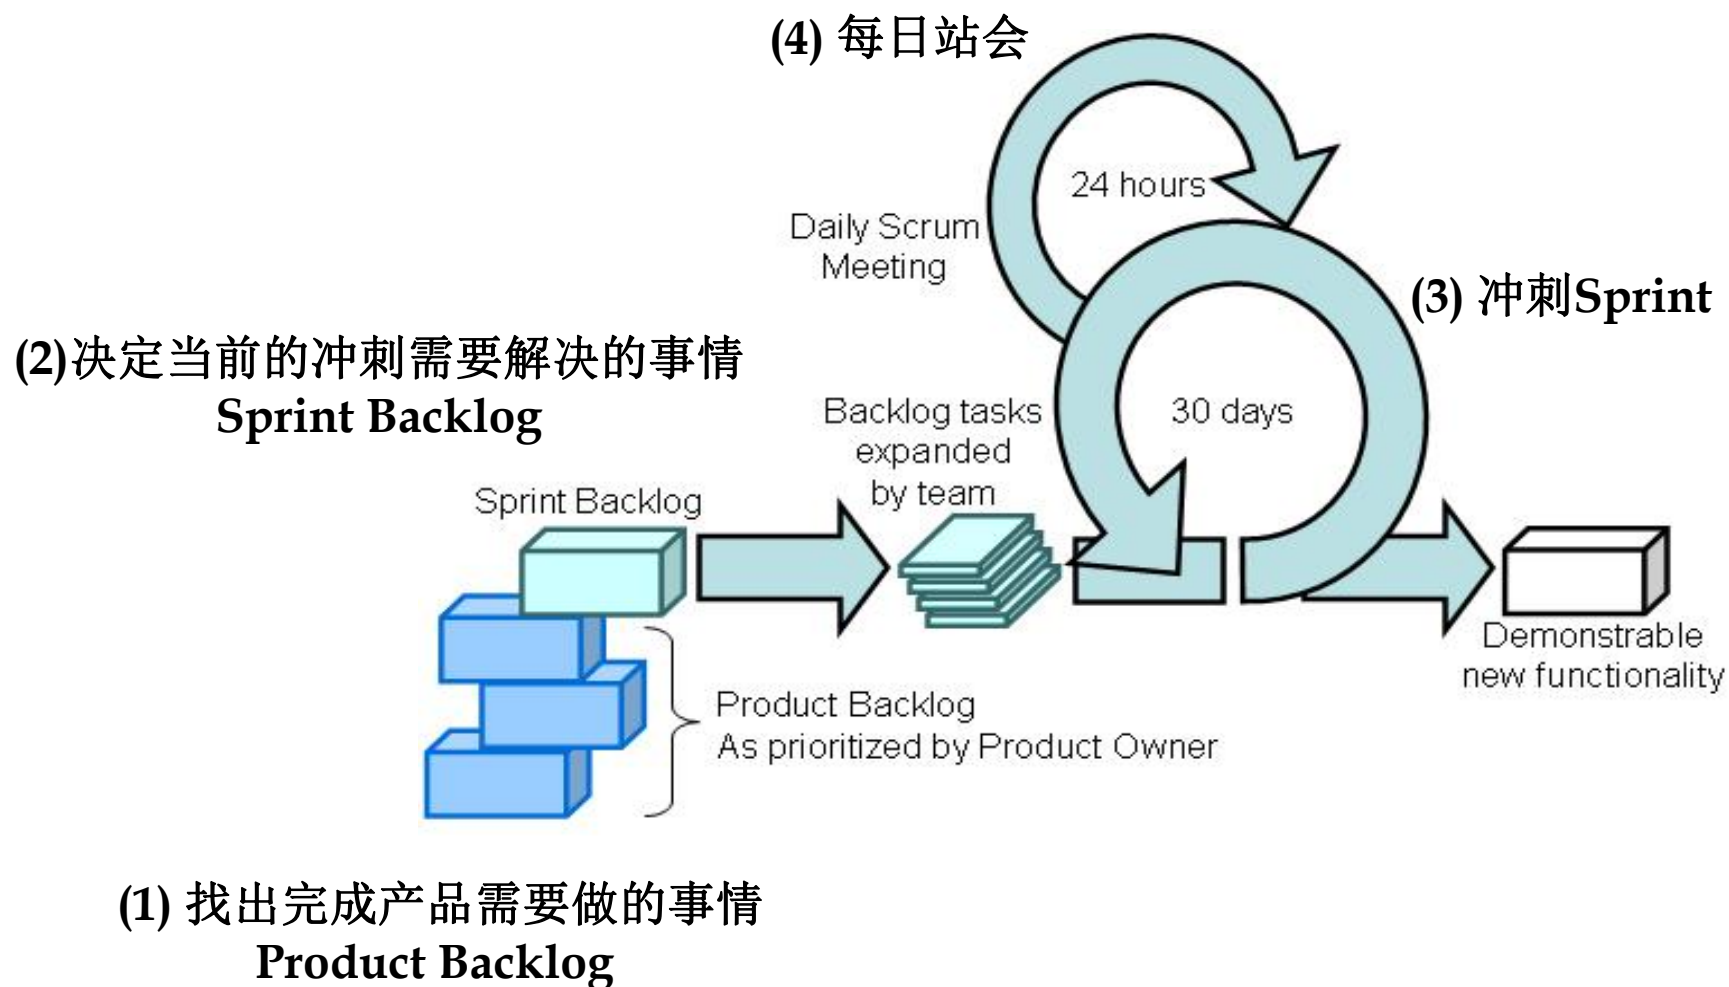 (4) 每日站会
24 hours
Daily Scrum
Meeting
(3) 冲刺Sprint
(2)决定当前的冲刺需要解决的事情
Sprint Backlog
Backlog tasks
expanded
by team
30 days
Sprint Backlog
Demonstrable
new functionality
Product Backlog
As prioritized by Product Owner
(1) 找出完成产品需要做的事情
Product Backlog